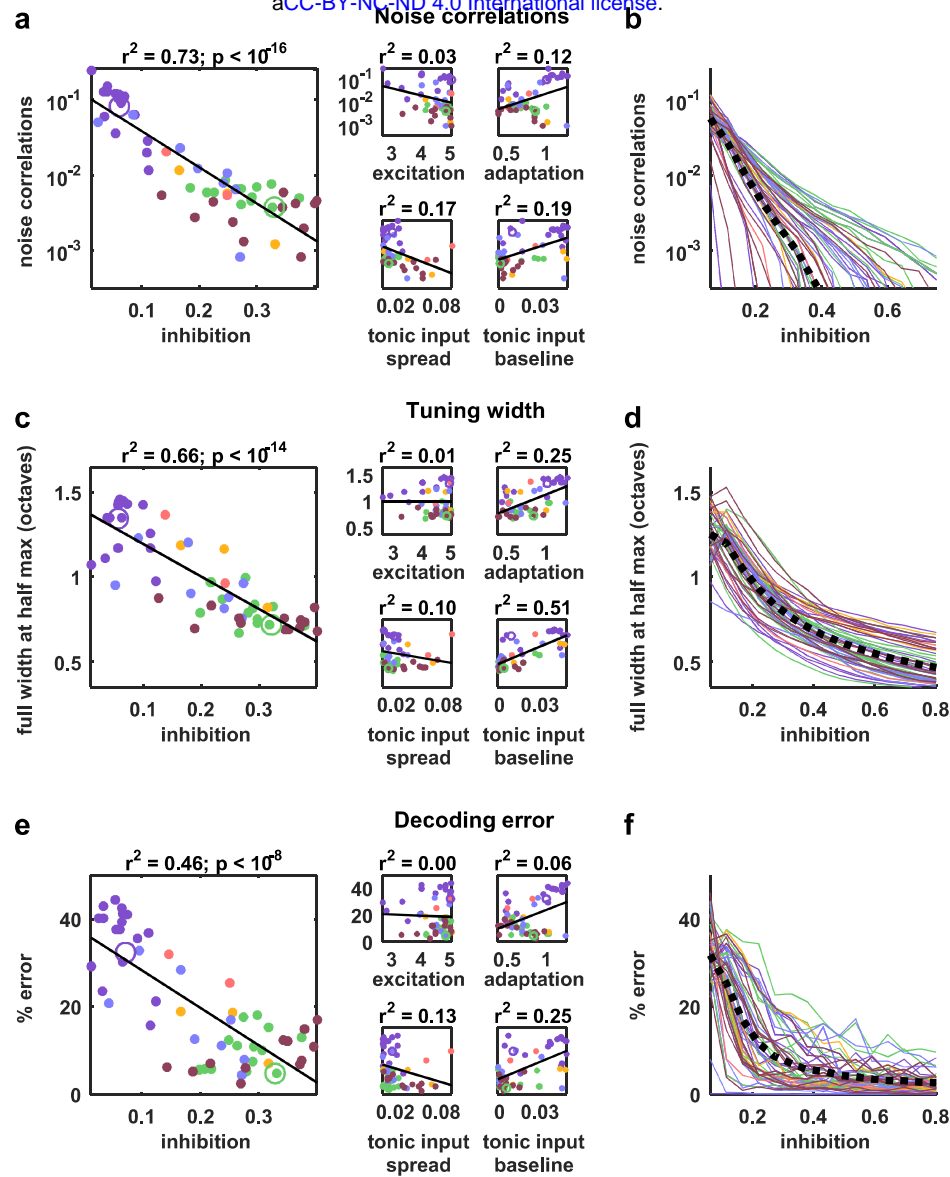 aCC-BY-NC-ND 4.0 International license.
a
Noise correlations
b
r² = 0.73; p < 10⁻¹⁶
noise correlations
10⁻¹
10⁻²
10⁻³
0.1 0.2 0.3
inhibition
r² = 0.03
10⁻¹
10⁻²
10⁻³
3 4 5
excitation
r² = 0.12
0.5 1
adaptation
r² = 0.17
0.02 0.08
tonic input
spread
r² = 0.19
0 0.03
tonic input
baseline
noise correlations
10⁻¹
10⁻²
10⁻³
0.2 0.4 0.6
inhibition
c
Tuning width
d
r² = 0.66; p < 10⁻¹⁴
full width at half max (octaves)
1.5
1
0.5
0.1 0.2 0.3
inhibition
r² = 0.01
1.5
1
0.5
3 4 5
excitation
r² = 0.25
0.5 1
adaptation
r² = 0.10
0.02 0.08
tonic input
spread
r² = 0.51
0 0.03
tonic input
baseline
full width at half max (octaves)
1.5
1
0.5
0.2 0.4 0.6 0.8
inhibition
e
Decoding error
f
r² = 0.46; p < 10⁻⁸
% error
40
20
0
0.1 0.2 0.3
inhibition
r² = 0.00
40
20
0
3 4 5
excitation
r² = 0.06
0.5 1
adaptation
r² = 0.13
0.02 0.08
tonic input
spread
r² = 0.25
0 0.03
tonic input
baseline
% error
40
20
0
0.2 0.4 0.6 0.8
inhibition